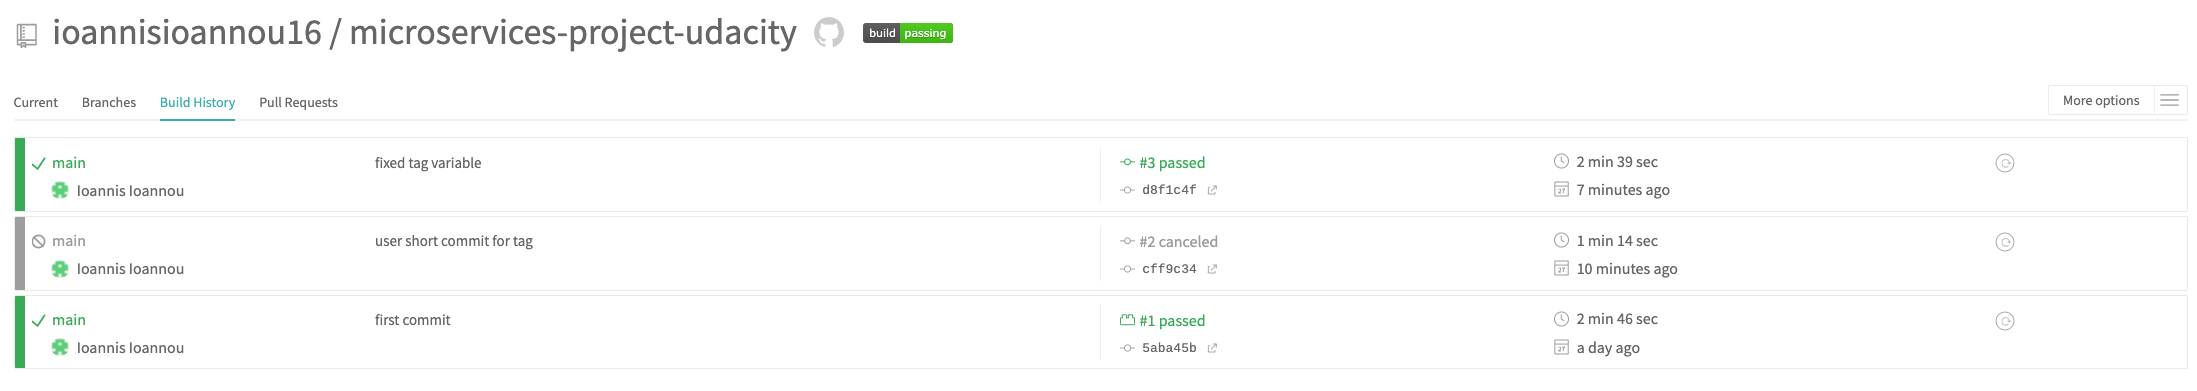 ioannisioannou16 / microservices-project-udacity build passing
Current Branches Build History Pull Requests More options
main fixed tag variable #3 passed 2 min 39 sec
Ioannis Ioannou d8f1c4f 7 minutes ago
main user short commit for tag #2 canceled 1 min 14 sec
Ioannis Ioannou cff9c34 10 minutes ago
main first commit #1 passed 2 min 46 sec
Ioannis Ioannou 5aba45b a day ago